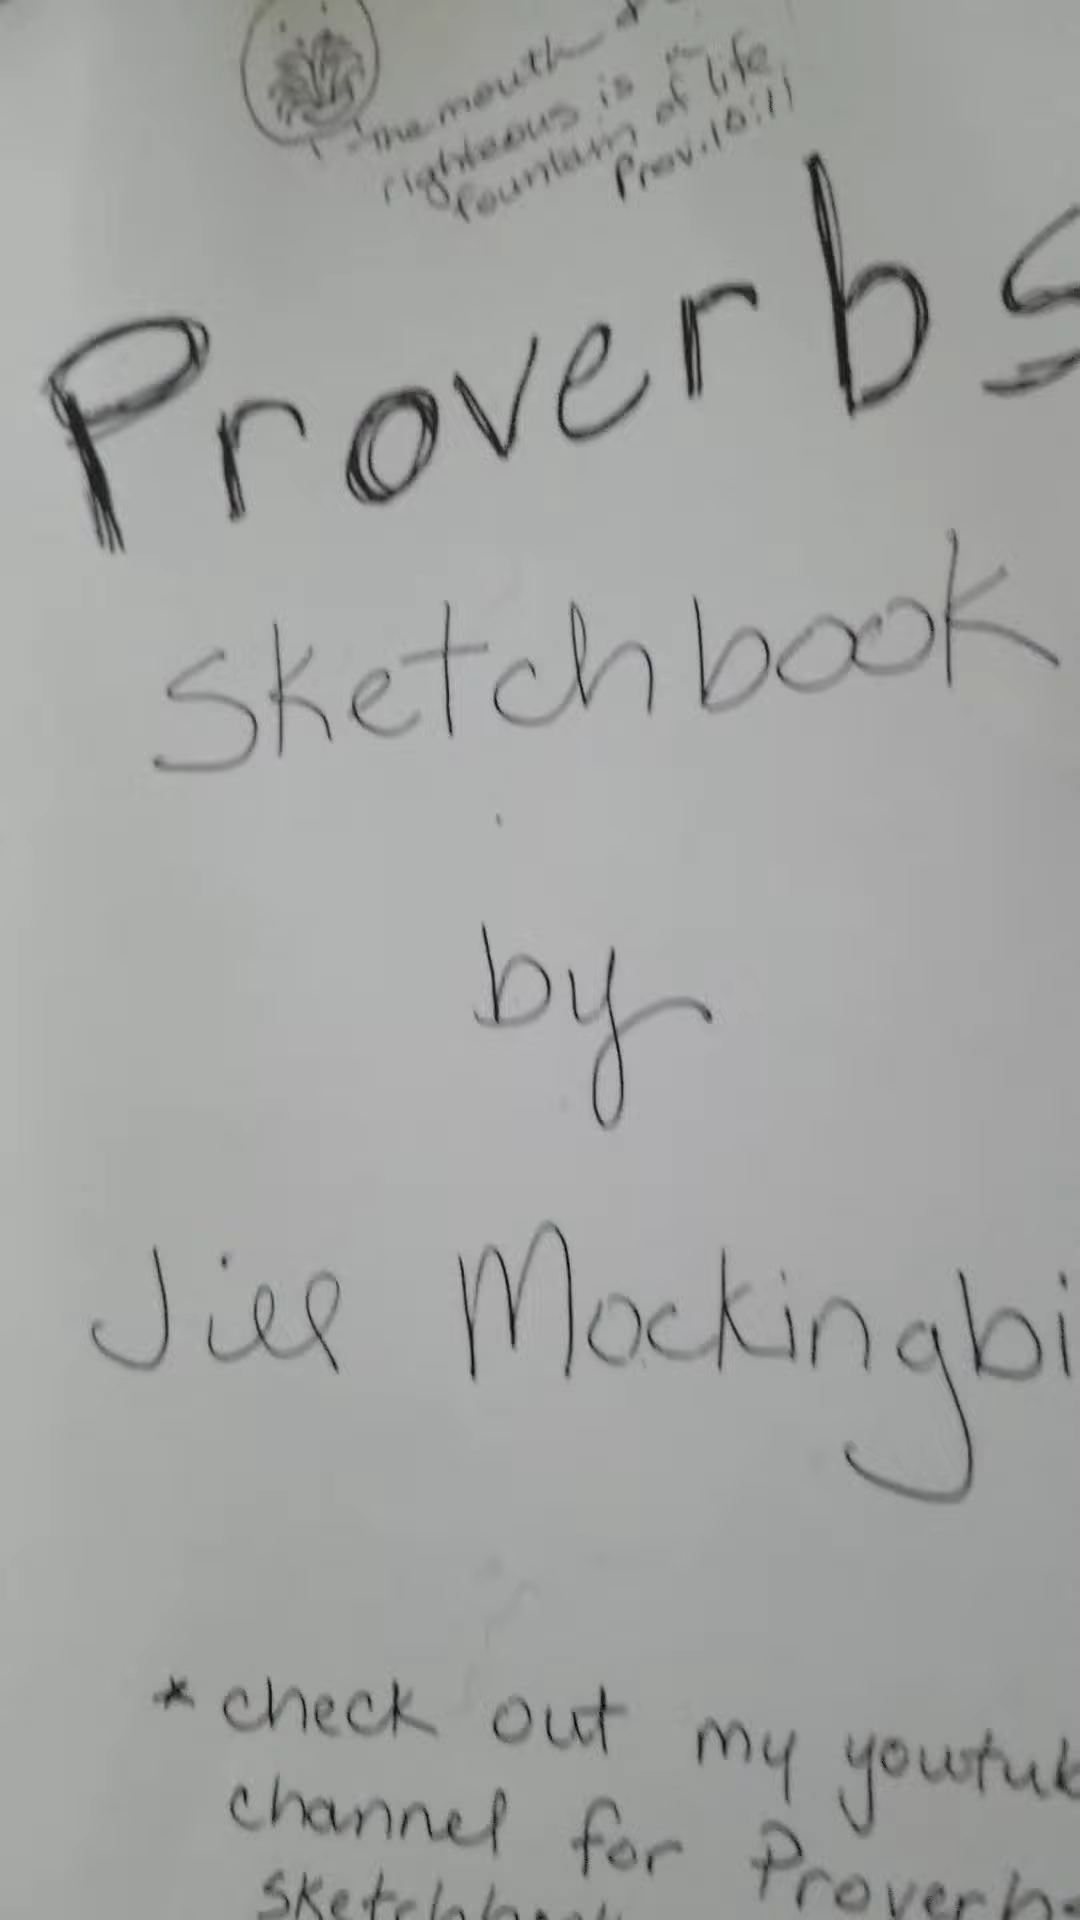 The mouth of
righteous is a
fountain of life
Prov. 10:11
Proverbs
Sketchbook
by
Jill Mockingbi
* check out my youtub
channel for Proverbs
Sketchbook